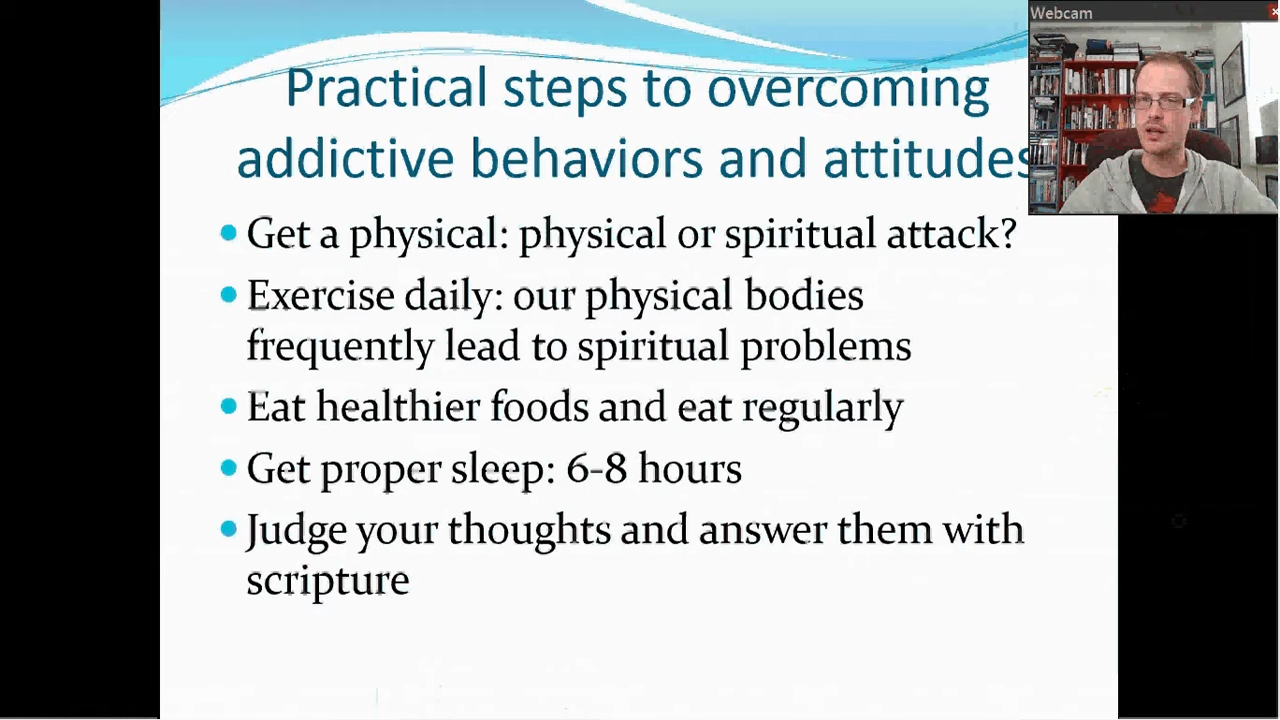 Webcam
Practical steps to overcoming
addictive behaviors and attitudes
• Get a physical: physical or spiritual attack?
• Exercise daily: our physical bodies
frequently lead to spiritual problems
• Eat healthier foods and eat regularly
• Get proper sleep: 6-8 hours
• Judge your thoughts and answer them with
scripture